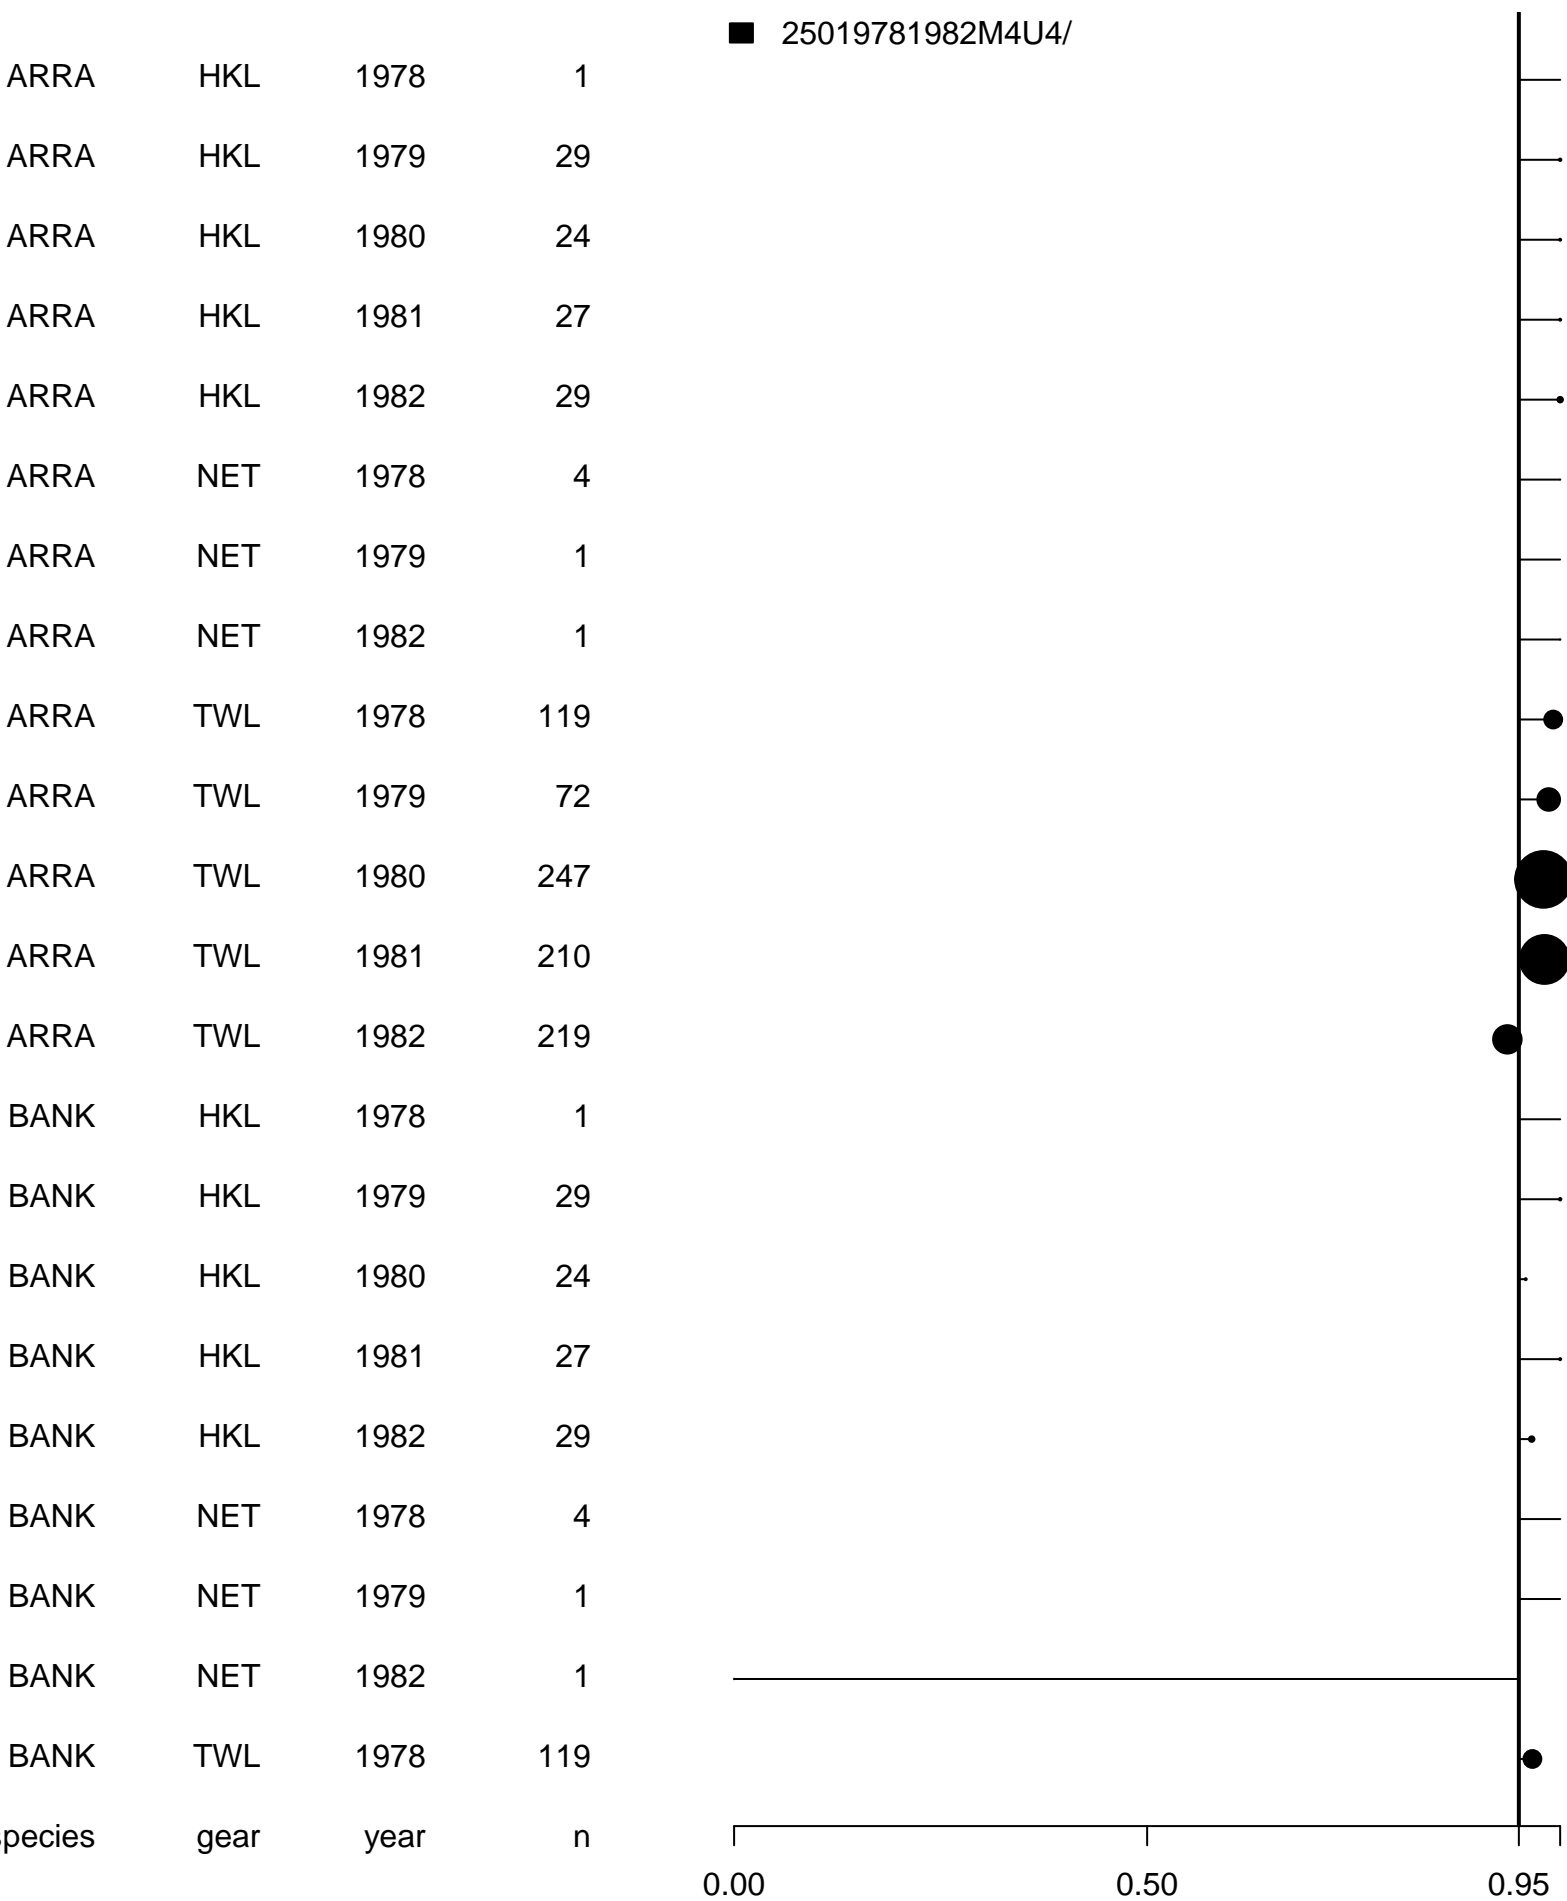 25019781982M4U4/
ARRA HKL 1978 1
ARRA HKL 1979 29
ARRA HKL 1980 24
ARRA HKL 1981 27
ARRA HKL 1982 29
ARRA NET 1978 4
ARRA NET 1979 1
ARRA NET 1982 1
ARRA TWL 1978 119
ARRA TWL 1979 72
ARRA TWL 1980 247
ARRA TWL 1981 210
ARRA TWL 1982 219
BANK HKL 1978 1
BANK HKL 1979 29
BANK HKL 1980 24
BANK HKL 1981 27
BANK HKL 1982 29
BANK NET 1978 4
BANK NET 1979 1
BANK NET 1982 1
BANK TWL 1978 119
pecies gear year n
0.00 0.50 0.95